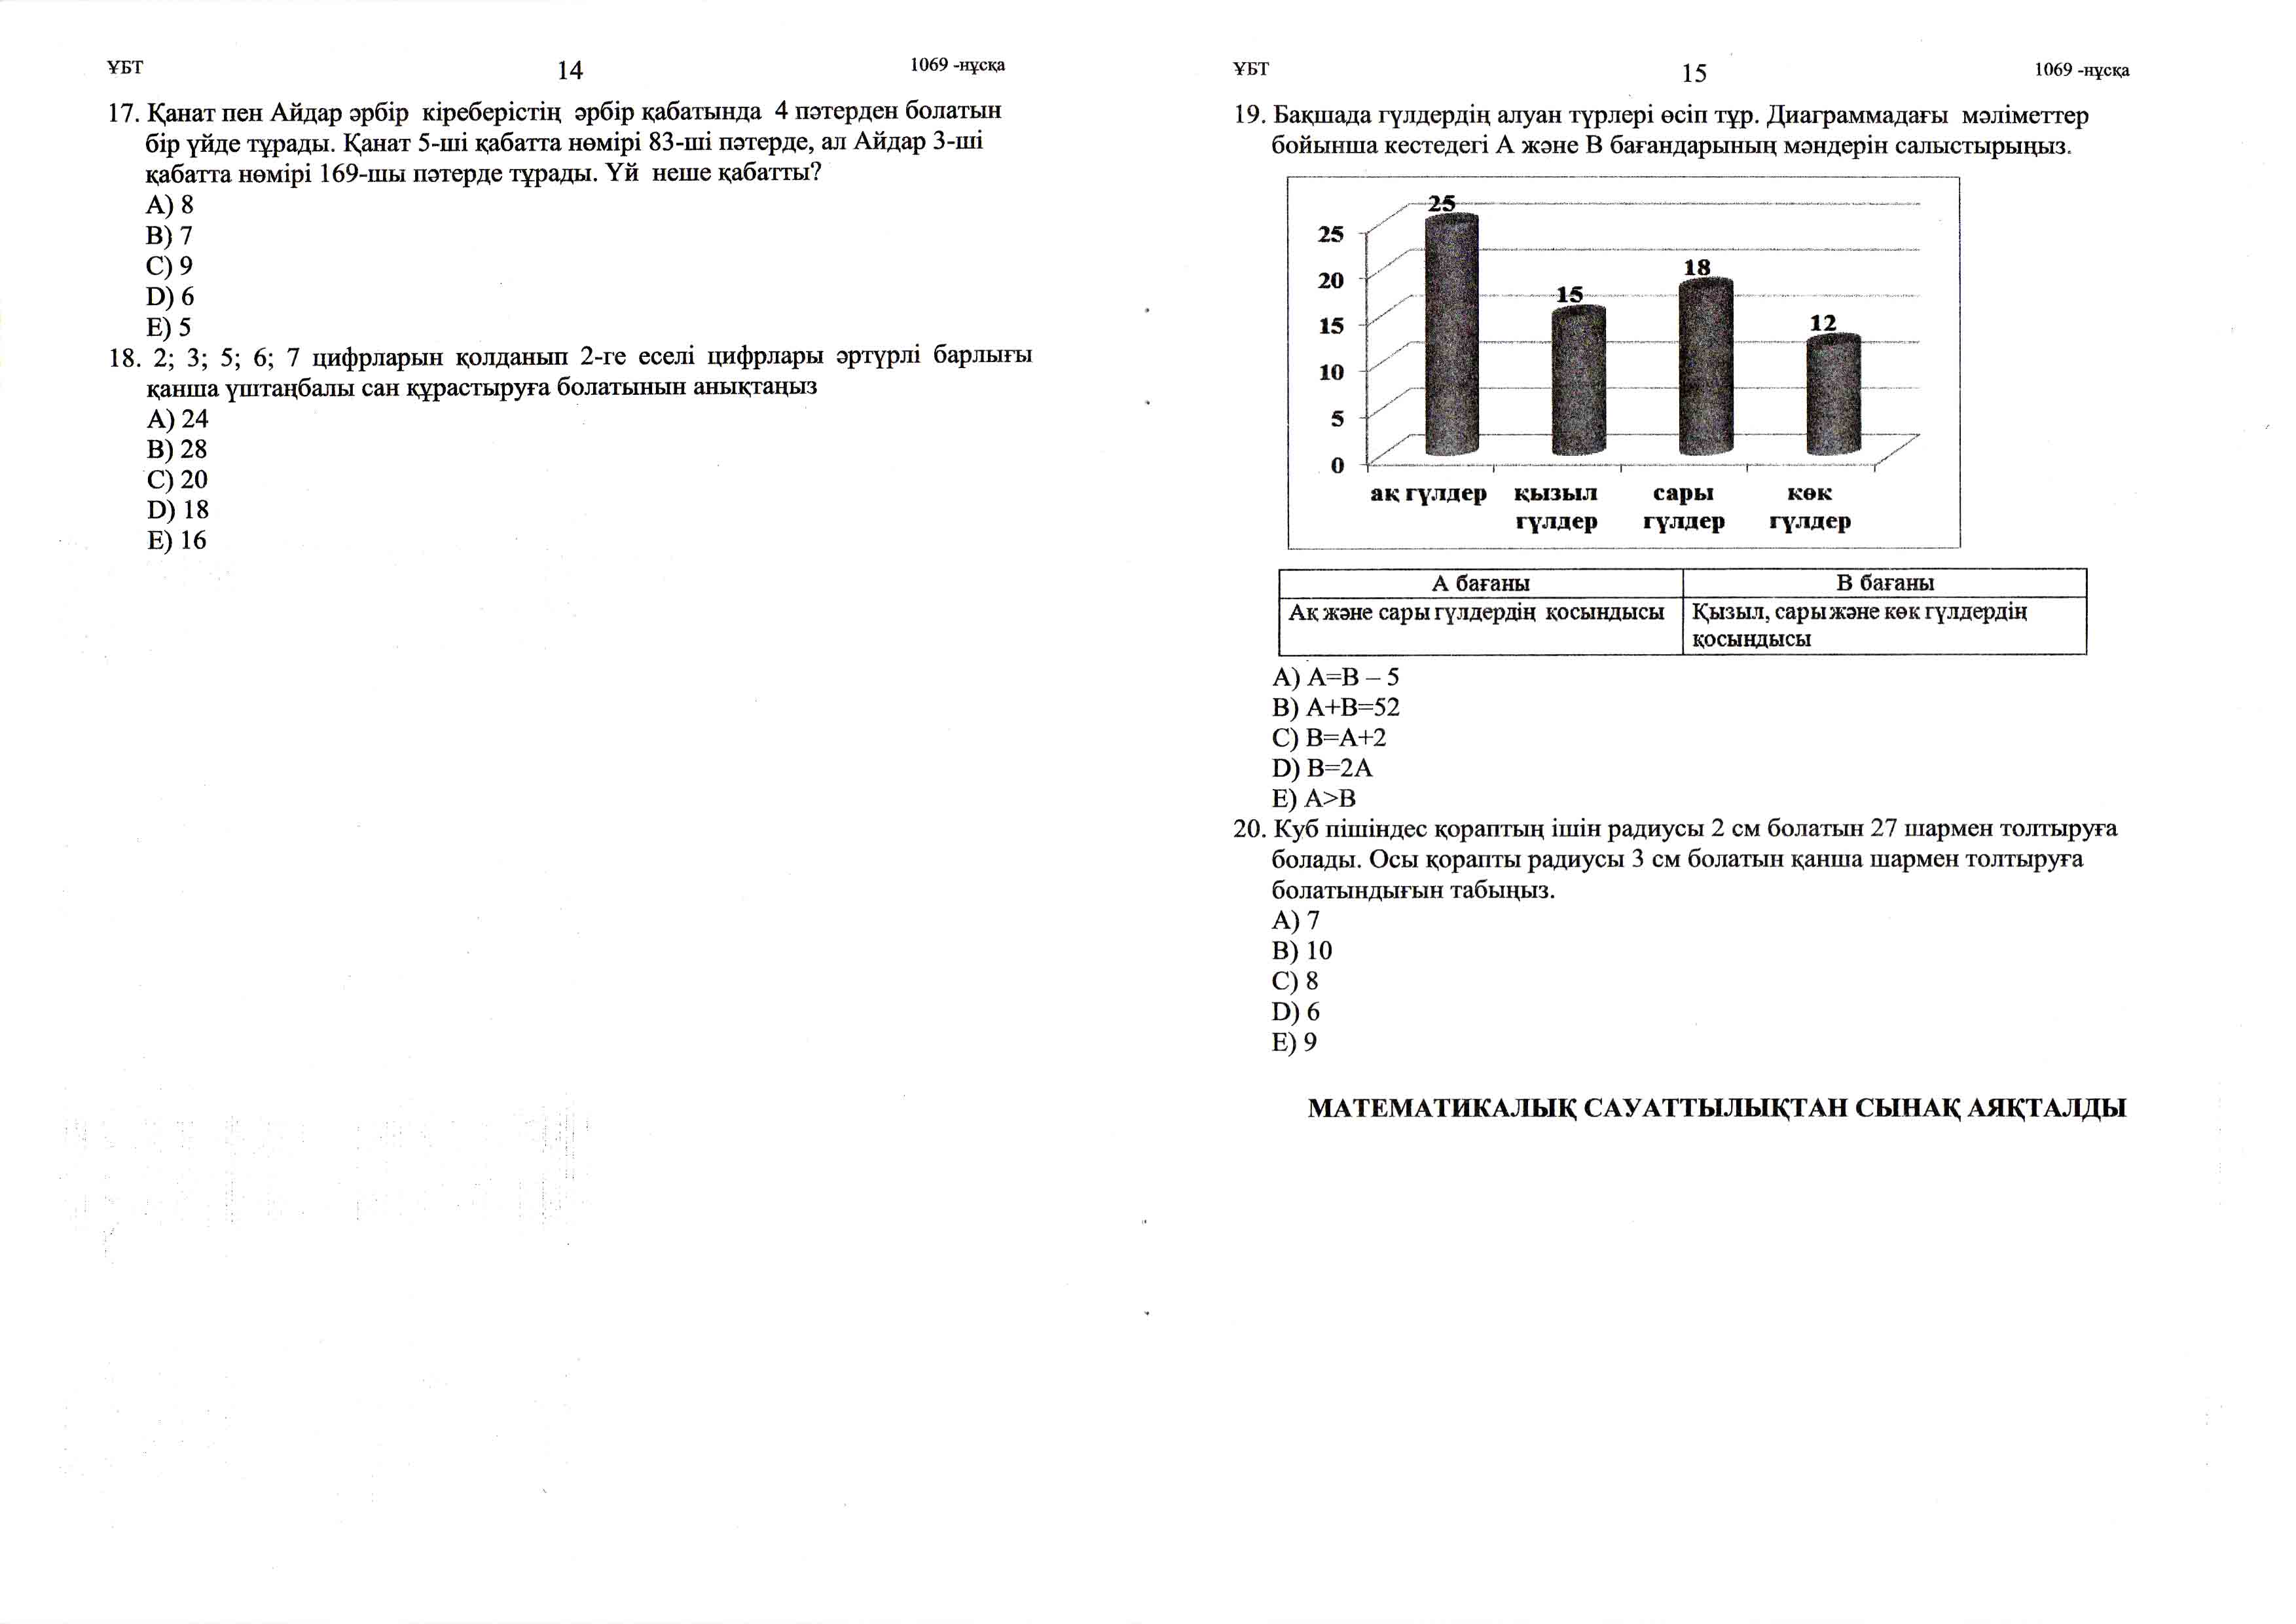 ҰБТ
14
1069 -нұсқа
17. Қанат пен Айдар әрбір кіреберістің әрбір қабатында 4 пәтерден болатын
бір үйде тұрады. Қанат 5-ші қабатта нөмірі 83-ші пәтерде, ал Айдар 3-ші
қабатта нөмірі 169-шы пәтерде тұрады. Үй неше қабатты?
A) 8
B) 7
C) 9
D) 6
E) 5
18. 2; 3; 5; 6; 7 цифрларын қолданып 2-ге еселі цифрлары әртүрлі барлығы
қанша үштаңбалы сан құрастыруға болатынын анықтаңыз
A) 24
B) 28
C) 20
D) 18
E) 16
ҰБТ
15
1069 -нұсқа
19. Бақшада гүлдердің алуан түрлері өсіп тұр. Диаграммадағы мәліметтер
бойынша кестедегі А және В бағандарының мәндерін салыстырыңыз.
25
25
20
18
15
15
12
10
5
0
ақ гүлдер
қызыл
гүлдер
сары
гүлдер
көк
гүлдер
А бағаны
В бағаны
Ақ және сары гүлдердің қосындысы
Қызыл, сары және көк гүлдердің
қосындысы
A) A=B – 5
B) A+B=52
C) B=A+2
D) B=2A
E) A>B
20. Куб пішіндес қораптың ішін радиусы 2 см болатын 27 шармен толтыруға
болады. Осы қорапты радиусы 3 см болатын қанша шармен толтыруға
болатындығын табыңыз.
A) 7
B) 10
C) 8
D) 6
E) 9
МАТЕМАТИКАЛЫҚ САУАТТЫЛЫҚТАН СЫНАҚ АЯҚТАЛДЫ